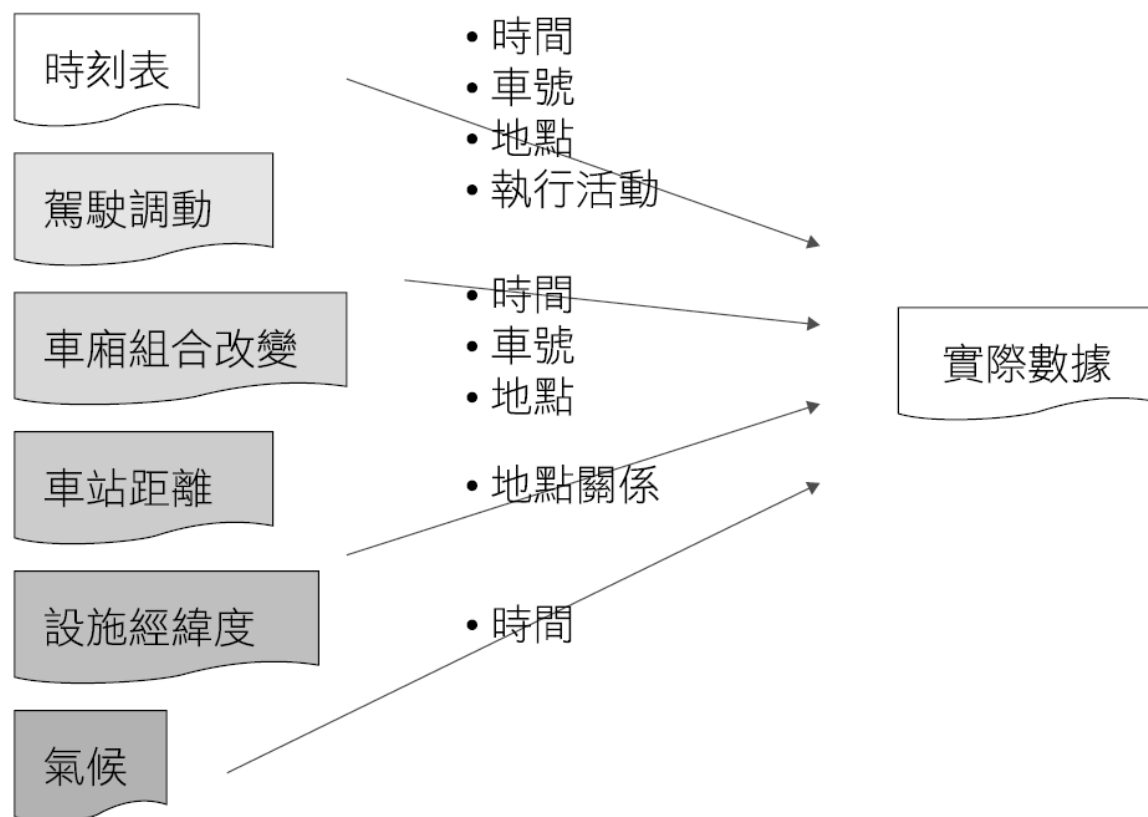 時刻表
駕駛調動
車廂組合改變
車站距離
設施經緯度
氣候
• 時間
• 車號
• 地點
• 執行活動
• 時間
• 車號
• 地點
• 地點關係
• 時間
實際數據